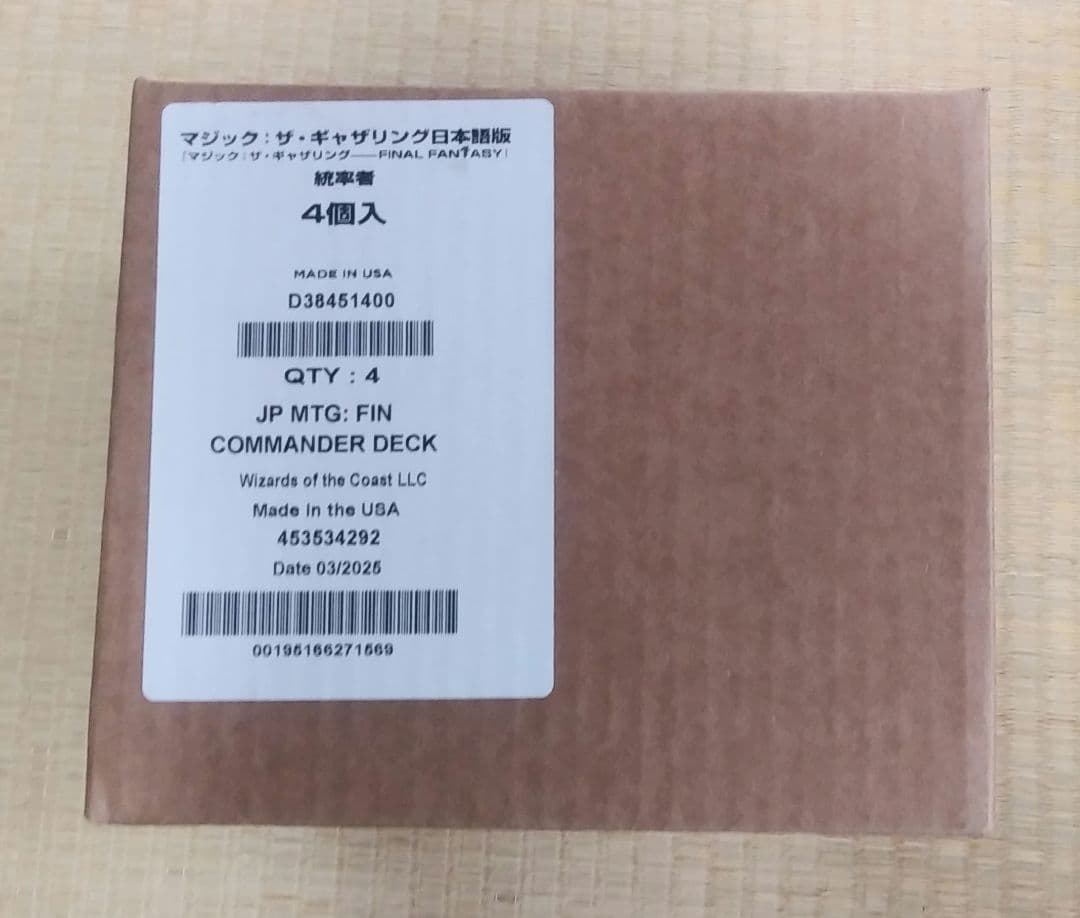 マジック：ザ・ギャザリング日本語版
「マジック：ザ・ギャザリング——FINAL FANTASY」
統率者
4個入
MADE IN USA
D38451400
QTY : 4
JP MTG: FIN
COMMANDER DECK
Wizards of the Coast LLC
Made in the USA
453534292
Date 03/2025
00195166271569